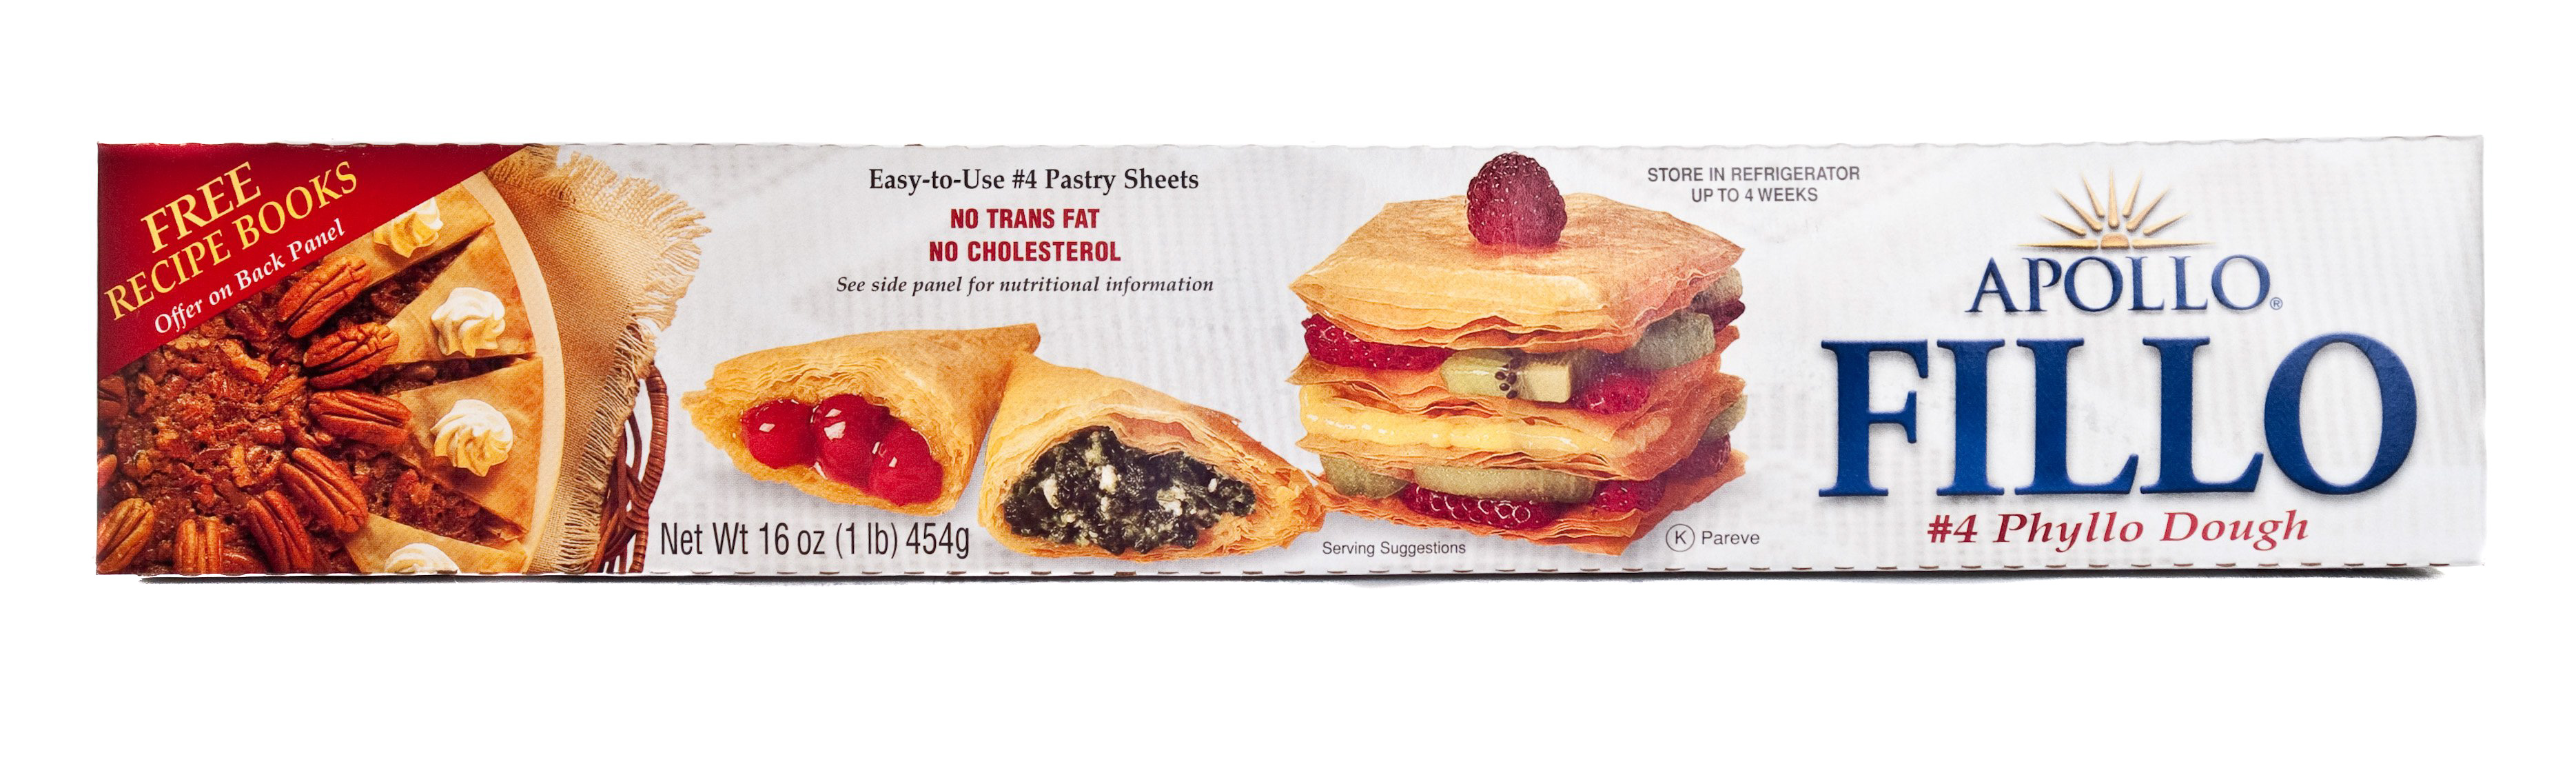 FREE
RECIPE BOOKS
Offer on Back Panel
Easy-to-Use #4 Pastry Sheets
NO TRANS FAT
NO CHOLESTEROL
See side panel for nutritional information
Net Wt 16 oz (1 lb) 454g
Serving Suggestions
STORE IN REFRIGERATOR
UP TO 4 WEEKS
K Pareve
APOLLO®
FILLO
#4 Phyllo Dough